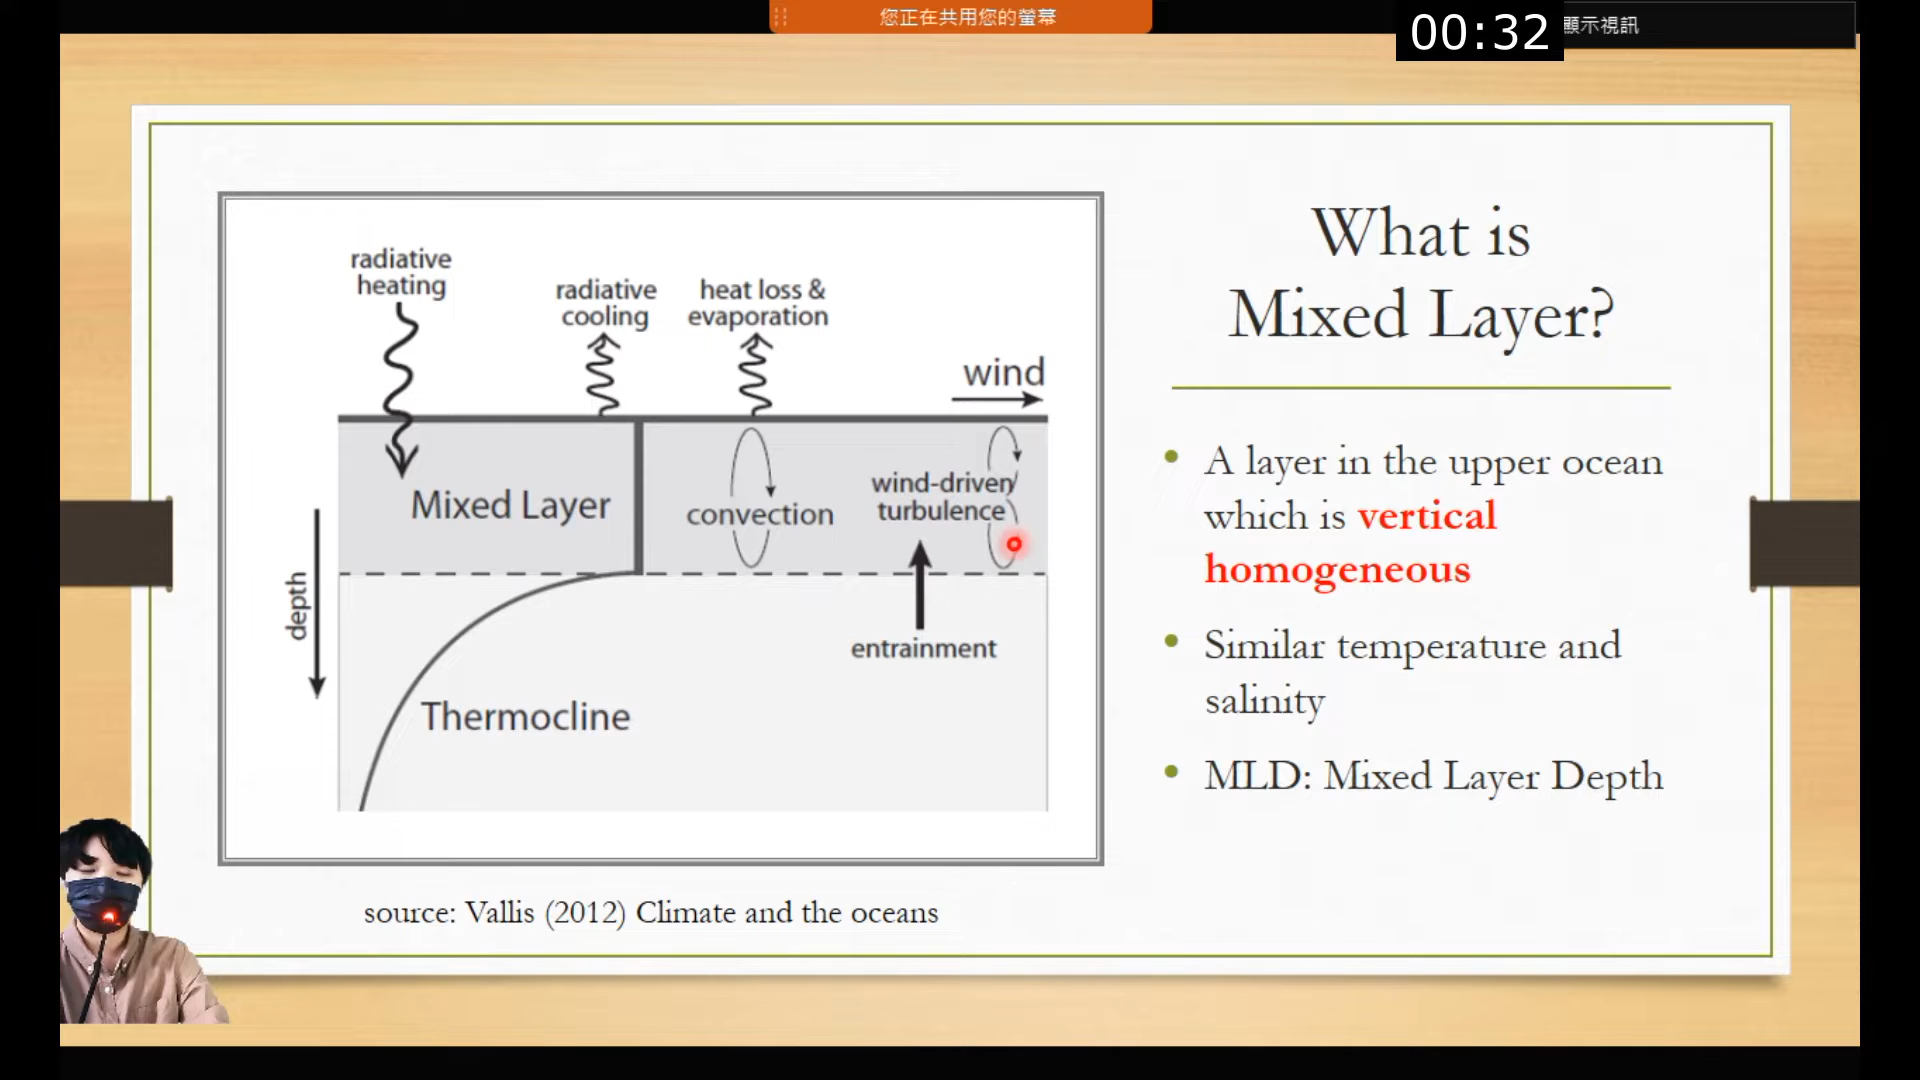 您正在共用您的螢幕
00:32
顯示視訊
What is
Mixed Layer?
radiative
heating
radiative
cooling
heat loss &
evaporation
wind
Mixed Layer
convection
wind-driven
turbulence
depth
entrainment
Thermocline
A layer in the upper ocean
which is vertical
homogeneous
Similar temperature and
salinity
MLD: Mixed Layer Depth
source: Vallis (2012) Climate and the oceans